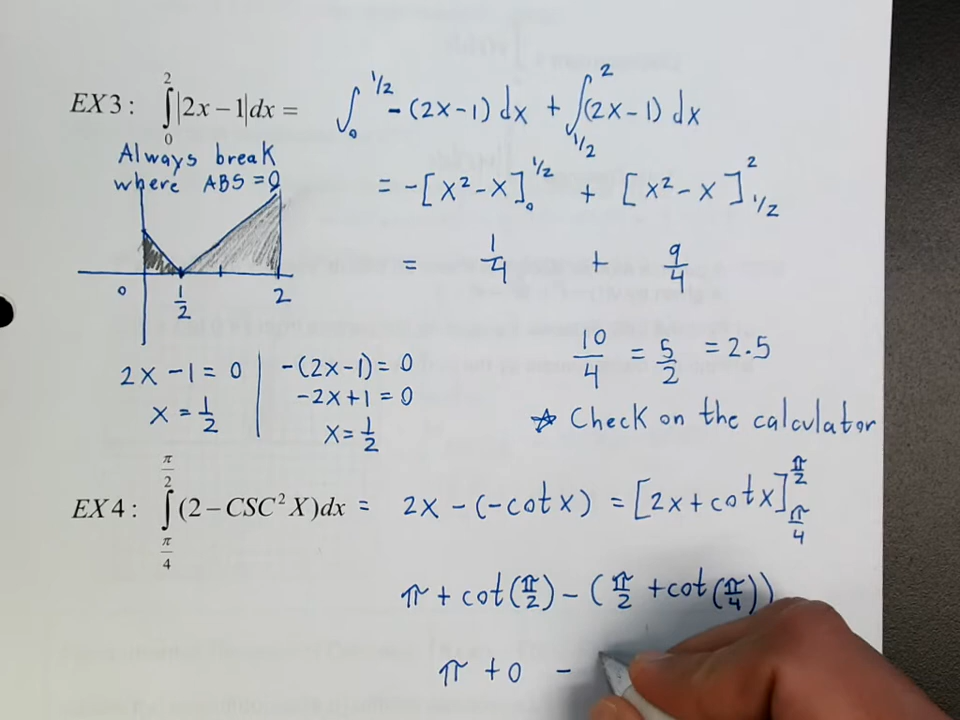 EX3: ∫₀² |2x − 1| dx = ∫₀^{1/2} −(2x−1) dx + ∫_{1/2}^{2} (2x−1) dx
Always break
where ABS = 0
= −[x² − x]₀^{1/2} + [x² − x]_{1/2}^{2}
= 1/4 + 9/4
0 1/2 2
10/4 = 5/2 = 2.5
2x − 1 = 0 | −(2x−1) = 0
−2x+1 = 0
x = 1/2
x = 1/2
☆ Check on the calculator
EX4: ∫_{π/4}^{π/2} (2 − CSC² X)dx = 2x − (−cotx) = [2x + cotx]_{π/4}^{π/2}
π + cot(π/2) − (π/2 + cot(π/4))
π + 0 −